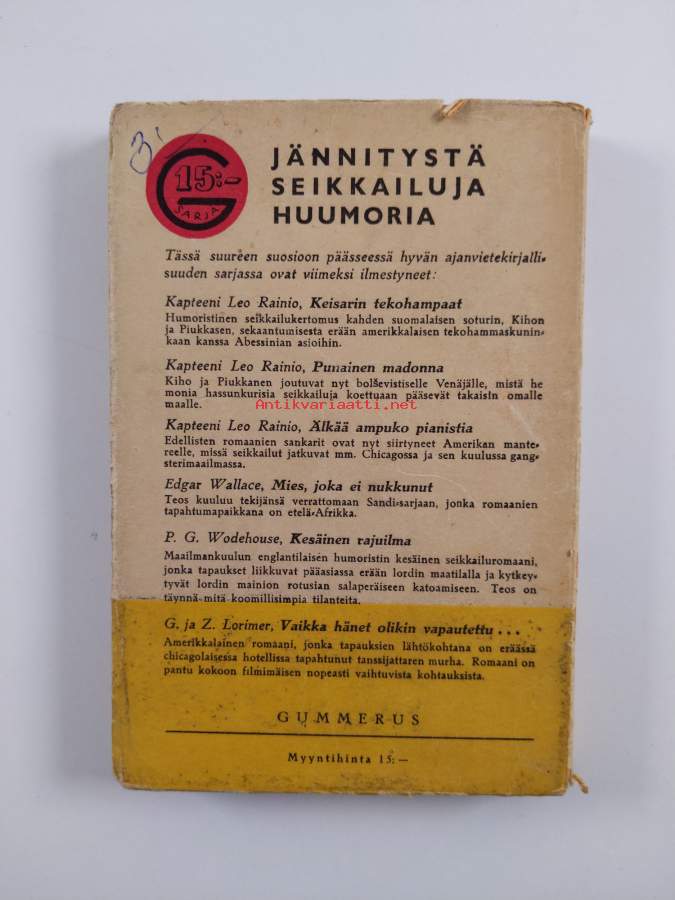 3'
15:-
SARJA
JÄNNITYSTÄ
SEIKKAILUJA
HUUMORIA
Tässä suureen suosioon päässeessä hyvän ajanvietekirjalli-
suuden sarjassa ovat viimeksi ilmestyneet:
Kapteeni Leo Rainio, Keisarin tekohampaat
Humoristinen seikkailukertomus kahden suomalaisen soturin, Kihon
ja Piukkasen, sekaantumisesta erään amerikkalaisen tekohammaskunin-
kaan kanssa Abessinian asioihin.
Kapteeni Leo Rainio, Punainen madonna
Kiho ja Piukkanen joutuvat nyt bolševistiselle Venäjälle, mistä he
monia hassunkurisia seikkailuja koettuaan pääsevät takaisin omalle
maalle.
Antikvariaatti.net
Kapteeni Leo Rainio, Älkää ampuko pianistia
Edellisten romaanien sankarit ovat nyt siirtyneet Amerikan mante-
reelle, missä seikkailut jatkuvat mm. Chicagossa ja sen kuulussa gang-
sterimaailmassa.
Edgar Wallace, Mies, joka ei nukkunut
Teos kuuluu tekijänsä verrattomaan Sandi-sarjaan, jonka romaanien
tapahtumapaikkana on etelä-Afrikka.
P. G. Wodehouse, Kesäinen rajuilma
Maailmankuulun englantilaisen humoristin kesäinen seikkailuromaani,
jonka tapaukset liikkuvat pääasiassa erään lordin maatilalla ja kytkey-
tyvät lordin mainion rotusian salaperäiseen katoamiseen. Teos on
täynnä mitä koomillisimpia tilanteita.
G. ja Z. Lorimer, Vaikka hänet olikin vapautettu ...
Amerikkalainen romaani, jonka tapauksien lähtökohtana on eräässä
chicagolaisessa hotellissa tapahtunut tanssijattaren murha. Romaani on
pantu kokoon filmimäisen nopeasti vaihtuvista kohtauksista.
GUMMERUS
Myyntihinta 15:—